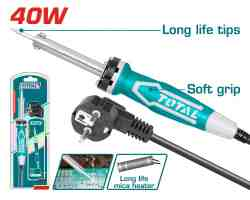 40W
Long life tips
Soft grip
TOTAL
Long life
mica heater